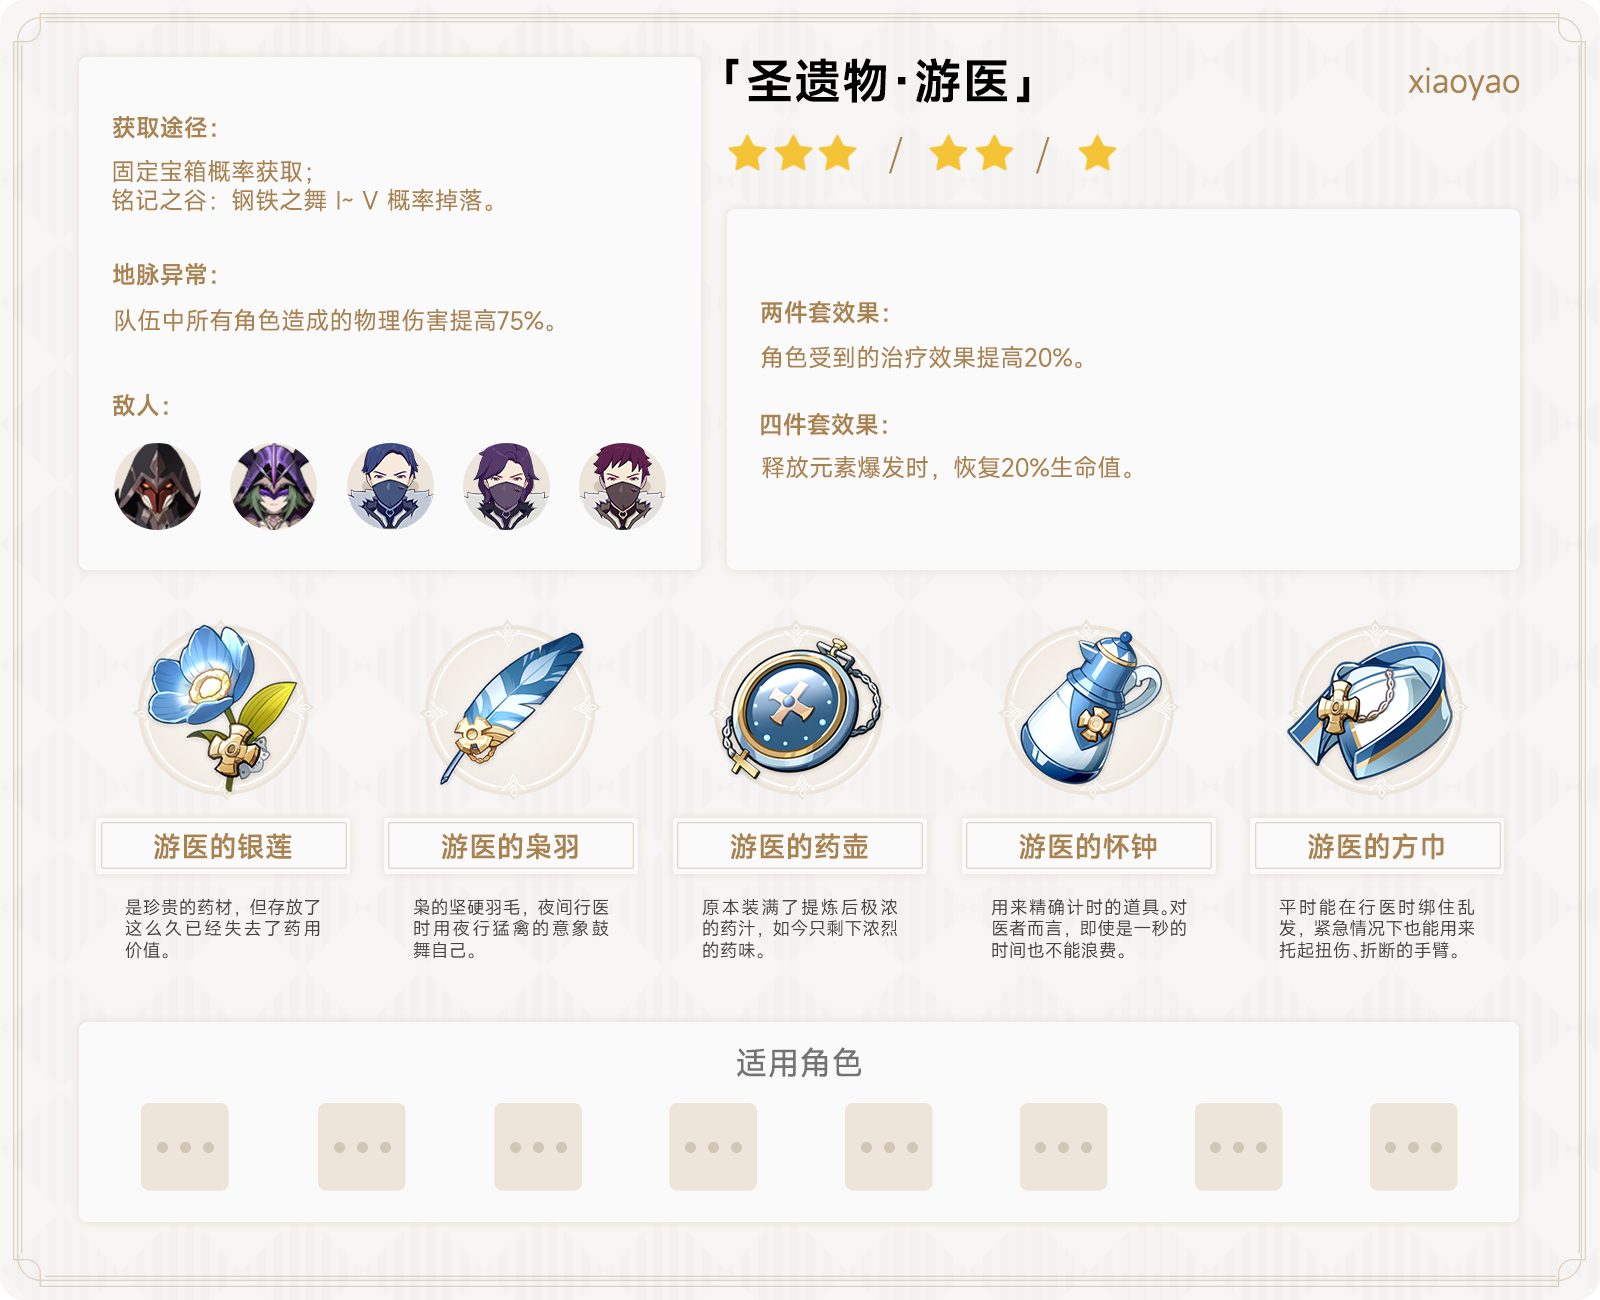 「圣遗物·游医」
xiaoyao
获取途径：
固定宝箱概率获取；
铭记之谷：钢铁之舞 I~ V 概率掉落。
地脉异常：
队伍中所有角色造成的物理伤害提高75%。
敌人：
两件套效果：
角色受到的治疗效果提高20%。
四件套效果：
释放元素爆发时，恢复20%生命值。
游医的银莲
是珍贵的药材，但存放了
这么久已经失去了药用
价值。
游医的枭羽
枭的坚硬羽毛，夜间行医
时用夜行猛禽的意象鼓
舞自己。
游医的药壶
原本装满了提炼后极浓
的药汁，如今只剩下浓烈
的药味。
游医的怀钟
用来精确计时的道具。对
医者而言，即使是一秒的
时间也不能浪费。
游医的方巾
平时能在行医时绑住乱
发，紧急情况下也能用来
托起扭伤、折断的手臂。
适用角色